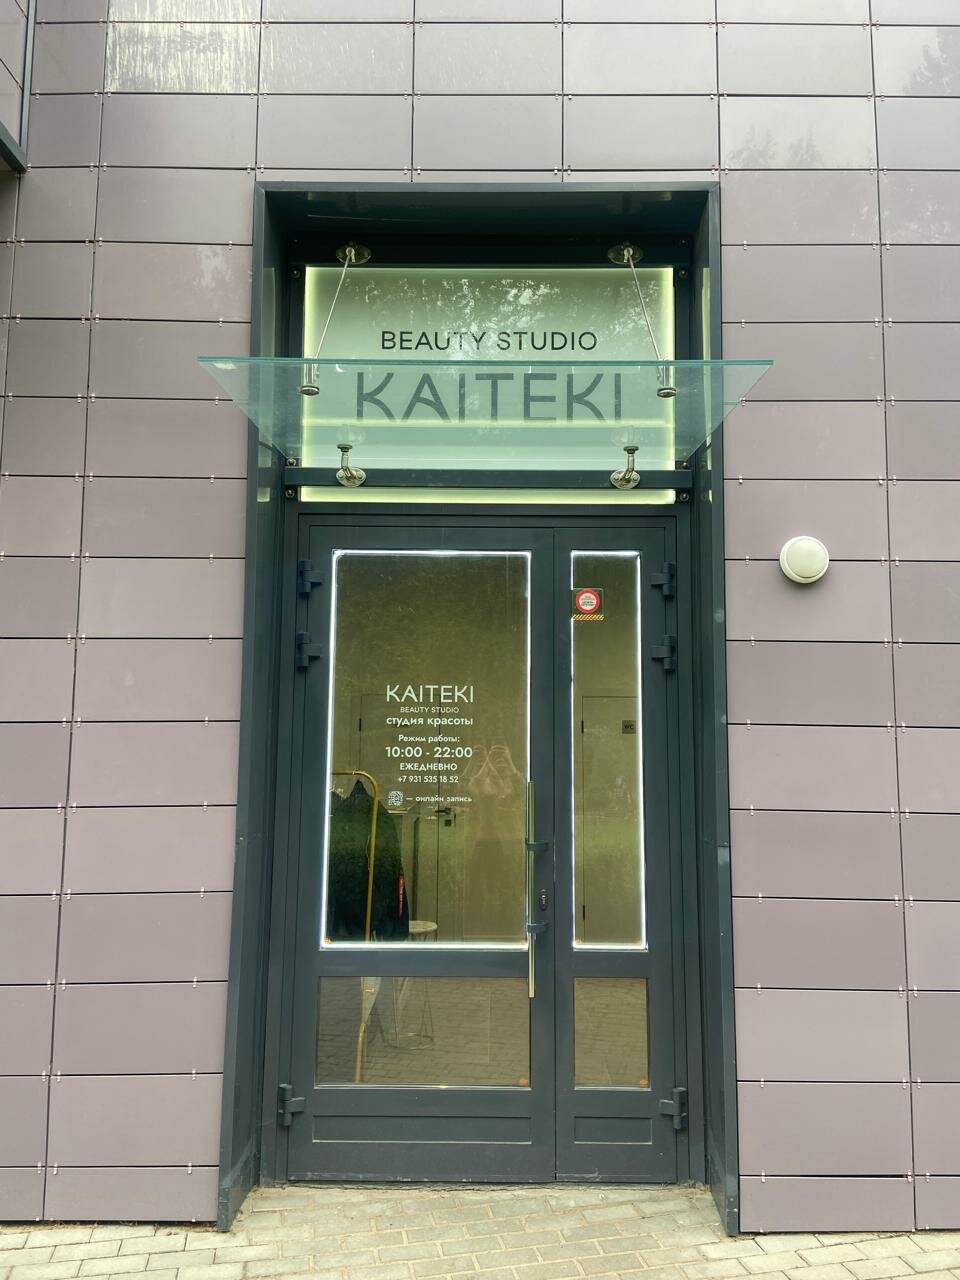 BEAUTY STUDIO
KAITEKI
KAITEKI
BEAUTY STUDIO
студия красоты
Режим работы:
10:00 - 22:00
ЕЖЕДНЕВНО
+7 931 535 18 52
— онлайн запись
WC